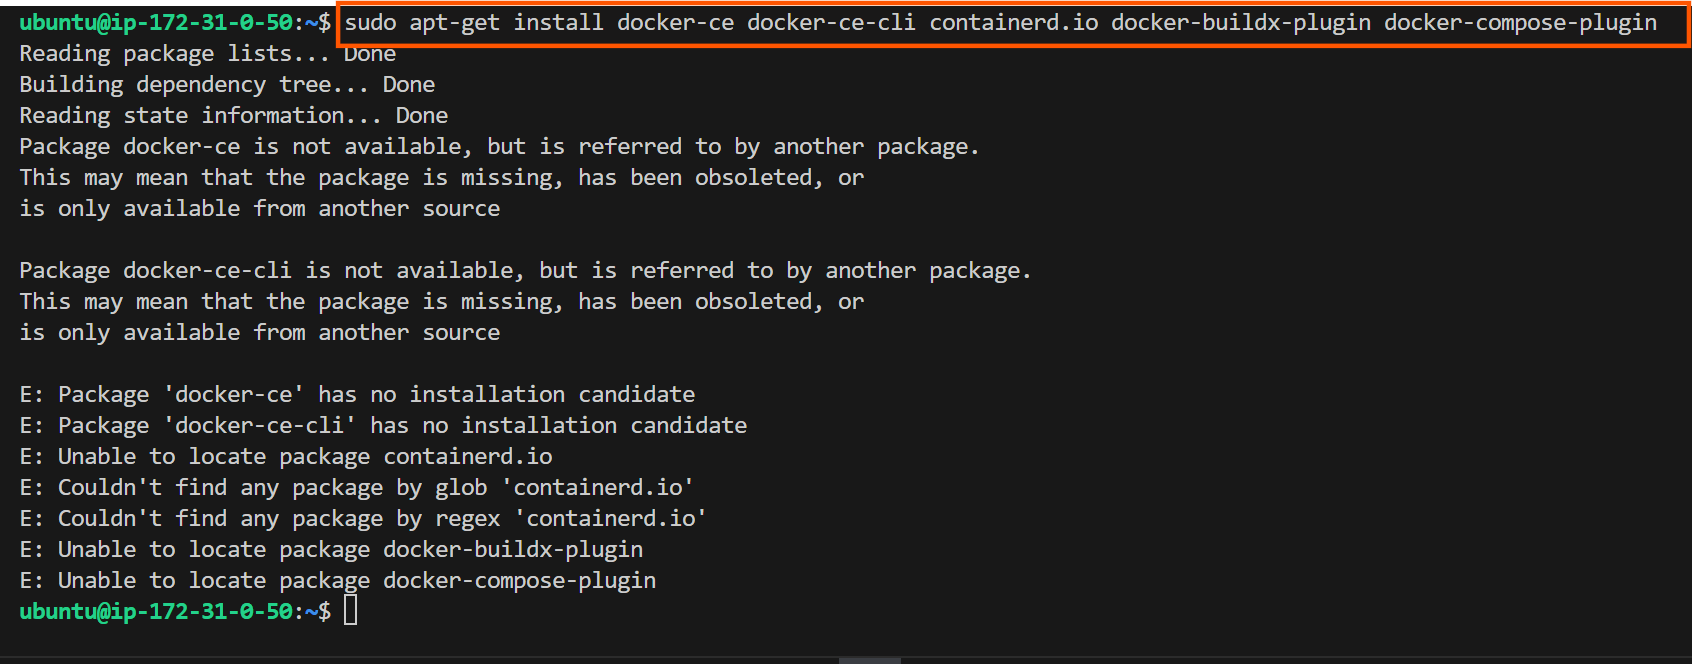 ubuntu@ip-172-31-0-50:~$ sudo apt-get install docker-ce docker-ce-cli containerd.io docker-buildx-plugin docker-compose-plugin
Reading package lists... Done
Building dependency tree... Done
Reading state information... Done
Package docker-ce is not available, but is referred to by another package.
This may mean that the package is missing, has been obsoleted, or
is only available from another source

Package docker-ce-cli is not available, but is referred to by another package.
This may mean that the package is missing, has been obsoleted, or
is only available from another source

E: Package 'docker-ce' has no installation candidate
E: Package 'docker-ce-cli' has no installation candidate
E: Unable to locate package containerd.io
E: Couldn't find any package by glob 'containerd.io'
E: Couldn't find any package by regex 'containerd.io'
E: Unable to locate package docker-buildx-plugin
E: Unable to locate package docker-compose-plugin
ubuntu@ip-172-31-0-50:~$